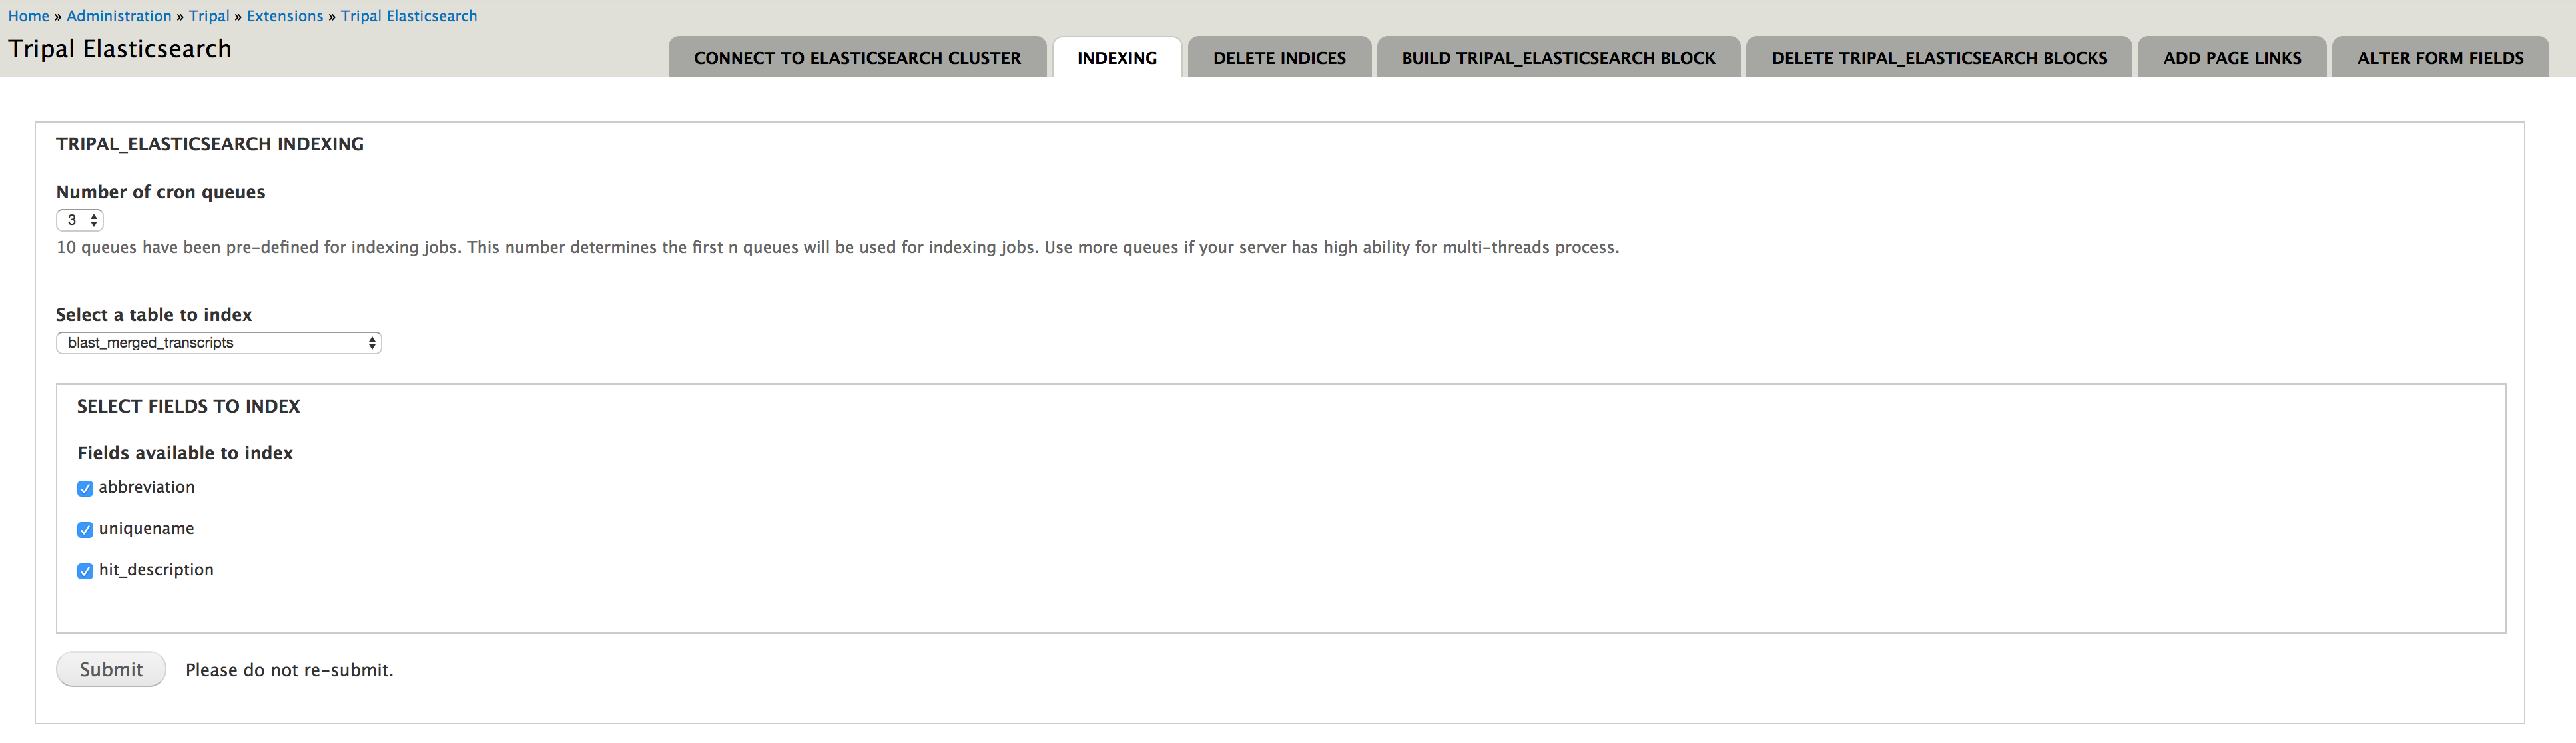 Home » Administration » Tripal » Extensions » Tripal Elasticsearch
Tripal Elasticsearch
CONNECT TO ELASTICSEARCH CLUSTER
INDEXING
DELETE INDICES
BUILD TRIPAL_ELASTICSEARCH BLOCK
DELETE TRIPAL_ELASTICSEARCH BLOCKS
ADD PAGE LINKS
ALTER FORM FIELDS
TRIPAL_ELASTICSEARCH INDEXING
Number of cron queues
3
10 queues have been pre-defined for indexing jobs. This number determines the first n queues will be used for indexing jobs. Use more queues if your server has high ability for multi-threads process.
Select a table to index
blast_merged_transcripts
SELECT FIELDS TO INDEX
Fields available to index
abbreviation
uniquename
hit_description
Submit Please do not re-submit.